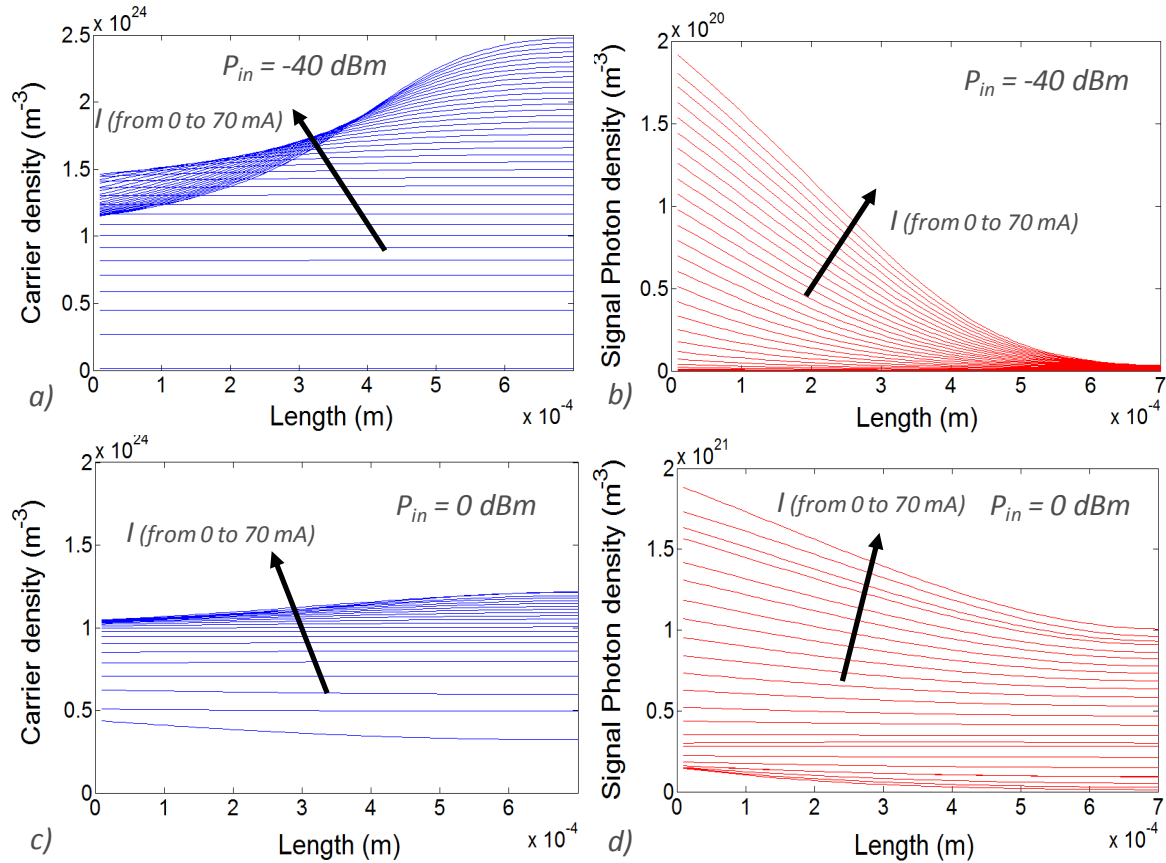 x 10^24
2.5
2
1.5
1
0.5
0
0 1 2 3 4 5 6
Carrier density (m^-3)
Length (m)
x 10^-4
P_in = -40 dBm
I (from 0 to 70 mA)
a)
x 10^20
2
1.5
1
0.5
0
0 1 2 3 4 5 6 7
Signal Photon density (m^-3)
Length (m)
x 10^-4
P_in = -40 dBm
I (from 0 to 70 mA)
b)
x 10^24
2
1.5
1
0.5
0
0 1 2 3 4 5 6
Carrier density (m^-3)
Length (m)
x 10^-4
P_in = 0 dBm
I (from 0 to 70 mA)
c)
x 10^21
2
1.5
1
0.5
0
0 1 2 3 4 5 6 7
Signal Photon density (m^-3)
Length (m)
x 10^-4
I (from 0 to 70 mA)
P_in = 0 dBm
d)